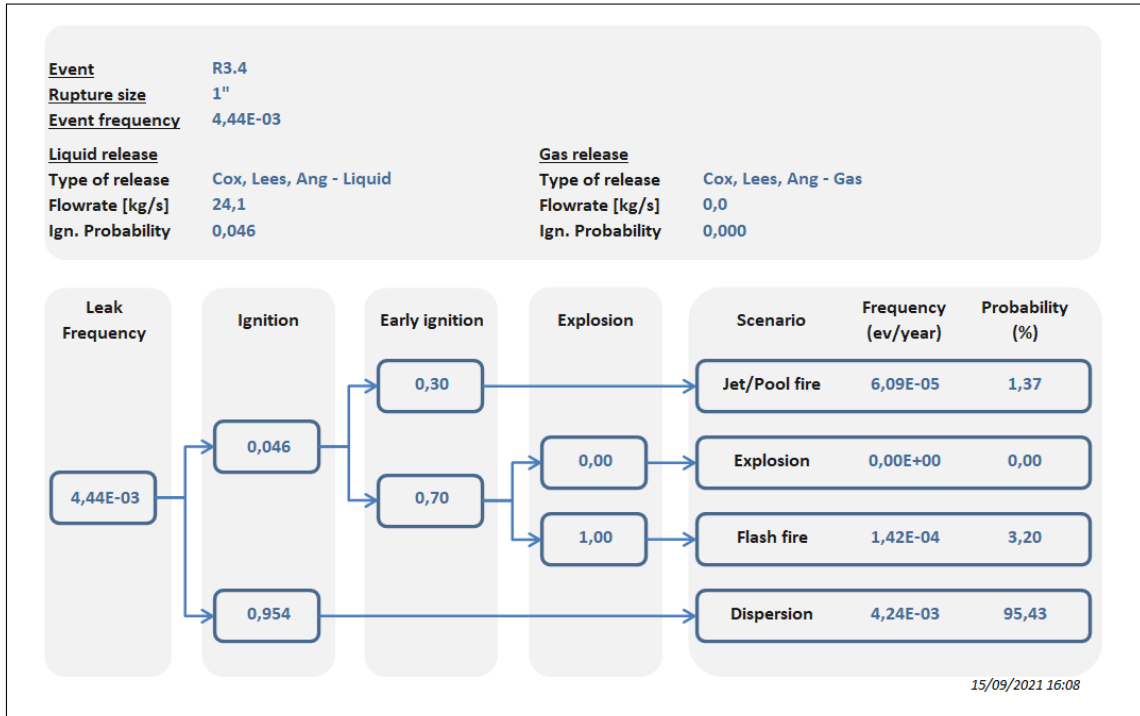 Event R3.4
Rupture size 1"
Event frequency 4,44E-03
Liquid release Gas release
Type of release Cox, Lees, Ang - Liquid Type of release Cox, Lees, Ang - Gas
Flowrate [kg/s] 24,1 Flowrate [kg/s] 0,0
Ign. Probability 0,046 Ign. Probability 0,000
Leak Frequency Ignition Early ignition Explosion Scenario Frequency (ev/year) Probability (%)
0,30 Jet/Pool fire 6,09E-05 1,37
0,046 0,00 Explosion 0,00E+00 0,00
4,44E-03 0,70
1,00 Flash fire 1,42E-04 3,20
0,954 Dispersion 4,24E-03 95,43
15/09/2021 16:08